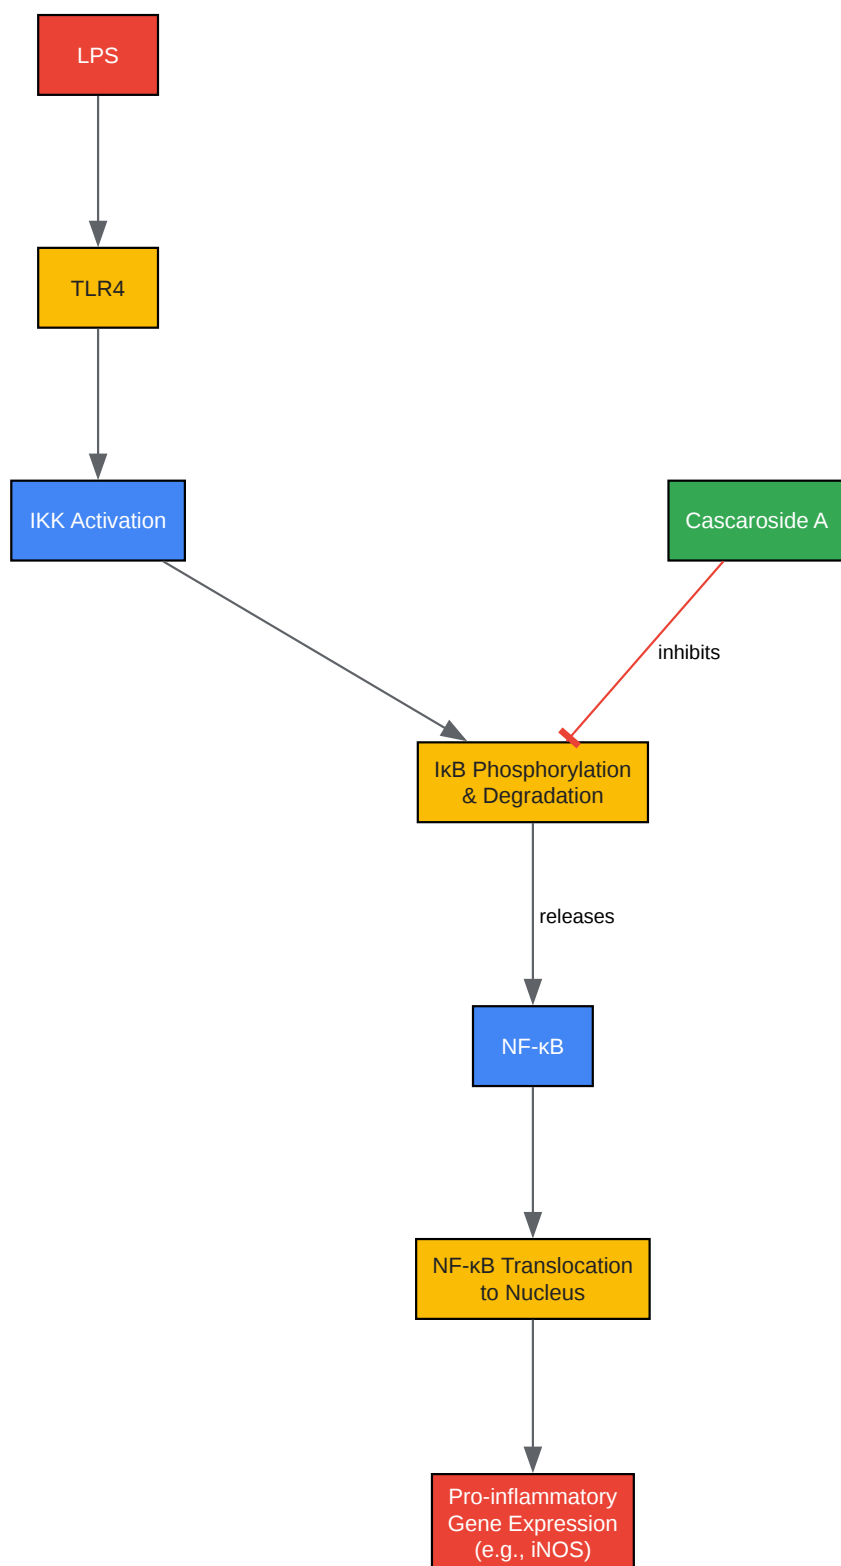 LPS
TLR4
IKK Activation
Cascaroside A
inhibits
IκB Phosphorylation
& Degradation
releases
NF-κB
NF-κB Translocation
to Nucleus
Pro-inflammatory
Gene Expression
(e.g., iNOS)